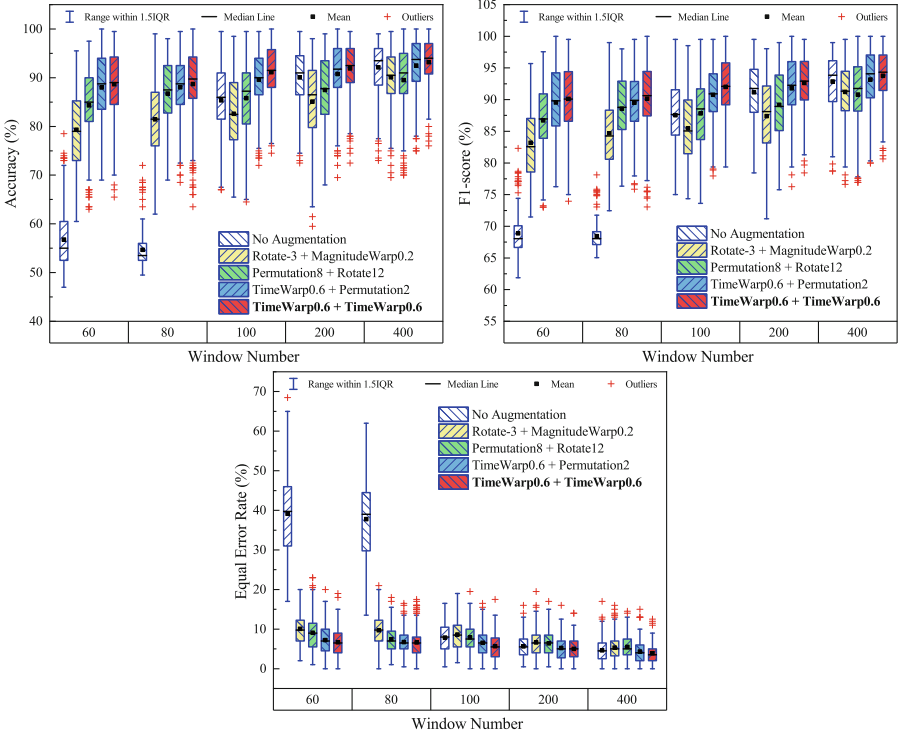 Range within 1.5IQR Median Line Mean Outliers
100
90
80
70
60
50
40
Accuracy (%)
No Augmentation
Rotate-3 + MagnitudeWarp0.2
Permutation8 + Rotate12
TimeWarp0.6 + Permutation2
TimeWarp0.6 + TimeWarp0.6
60 80 100 200 400
Window Number
Range within 1.5IQR Median Line Mean Outliers
100
95
90
85
80
75
70
65
60
55
F1-score (%)
No Augmentation
Rotate-3 + MagnitudeWarp0.2
Permutation8 + Rotate12
TimeWarp0.6 + Permutation2
TimeWarp0.6 + TimeWarp0.6
60 80 100 200 400
Window Number
Range within 1.5IQR Median Line Mean Outliers
70
60
50
40
30
20
10
0
Equal Error Rate (%)
No Augmentation
Rotate-3 + MagnitudeWarp0.2
Permutation8 + Rotate12
TimeWarp0.6 + Permutation2
TimeWarp0.6 + TimeWarp0.6
60 80 100 200 400
Window Number